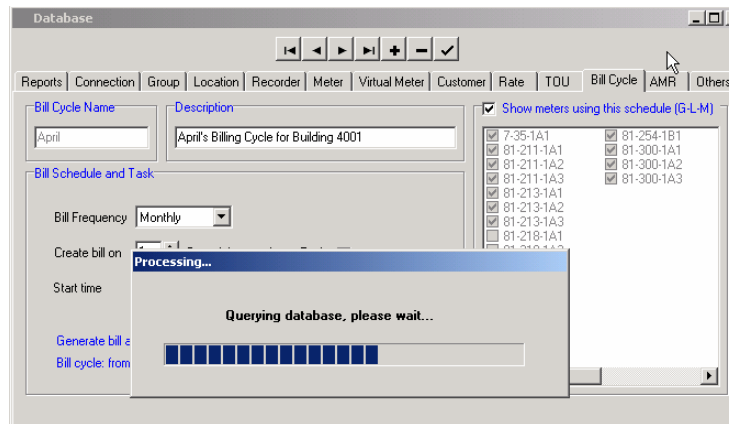 Database
Reports Connection Group Location Recorder Meter Virtual Meter Customer Rate TOU Bill Cycle AMR Others
Bill Cycle Name
April
Description
April's Billing Cycle for Building 4001
Bill Schedule and Task
Bill Frequency Monthly
Create bill on
Start time
Generate bill
Bill cycle: from
Show meters using this schedule (G-L-M)
7-35-1A1
81-211-1A1
81-211-1A2
81-211-1A3
81-213-1A1
81-213-1A2
81-213-1A3
81-218-1A1
81-254-1B1
81-300-1A1
81-300-1A2
81-300-1A3
Processing...
Querying database, please wait...